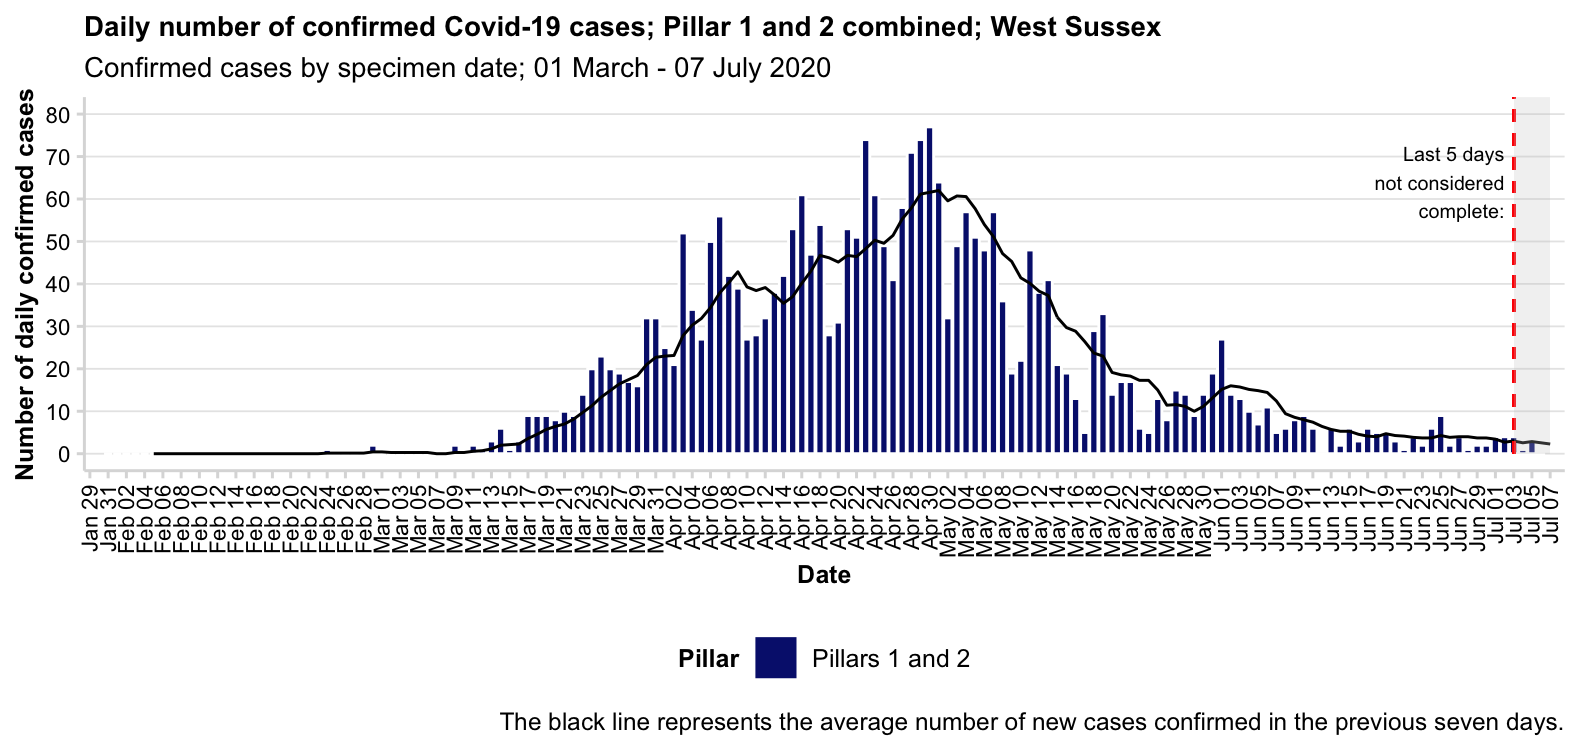 Daily number of confirmed Covid-19 cases; Pillar 1 and 2 combined; West Sussex
Confirmed cases by specimen date; 01 March - 07 July 2020
Number of daily confirmed cases
80
70
60
50
40
30
20
10
0
Last 5 days
not considered
complete:
Jan 29
Jan 31
Feb 02
Feb 04
Feb 06
Feb 08
Feb 10
Feb 12
Feb 14
Feb 16
Feb 18
Feb 20
Feb 22
Feb 24
Feb 26
Feb 28
Mar 01
Mar 03
Mar 05
Mar 07
Mar 09
Mar 11
Mar 13
Mar 15
Mar 17
Mar 19
Mar 21
Mar 23
Mar 25
Mar 27
Mar 29
Mar 31
Apr 02
Apr 04
Apr 06
Apr 08
Apr 10
Apr 12
Apr 14
Apr 16
Apr 18
Apr 20
Apr 22
Apr 24
Apr 26
Apr 28
Apr 30
May 02
May 04
May 06
May 08
May 10
May 12
May 14
May 16
May 18
May 20
May 22
May 24
May 26
May 28
May 30
Jun 01
Jun 03
Jun 05
Jun 07
Jun 09
Jun 11
Jun 13
Jun 15
Jun 17
Jun 19
Jun 21
Jun 23
Jun 25
Jun 27
Jun 29
Jul 01
Jul 03
Jul 05
Jul 07
Date
Pillar
Pillars 1 and 2
The black line represents the average number of new cases confirmed in the previous seven days.